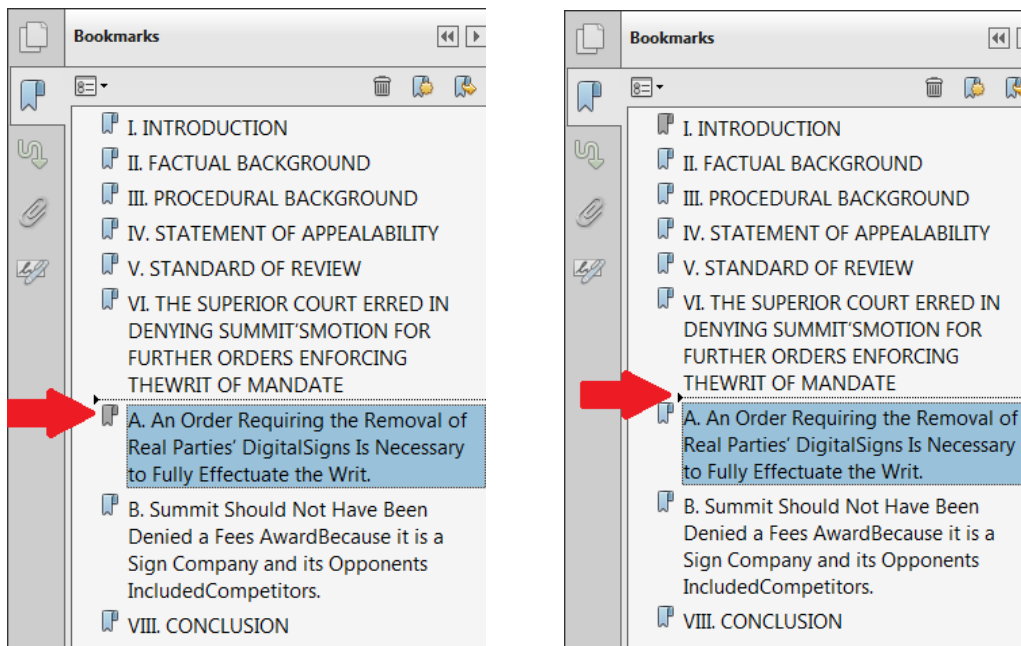 Bookmarks
I. INTRODUCTION
II. FACTUAL BACKGROUND
III. PROCEDURAL BACKGROUND
IV. STATEMENT OF APPEALABILITY
V. STANDARD OF REVIEW
VI. THE SUPERIOR COURT ERRED IN
DENYING SUMMIT'SMOTION FOR
FURTHER ORDERS ENFORCING
THEWRIT OF MANDATE
A. An Order Requiring the Removal of
Real Parties' DigitalSigns Is Necessary
to Fully Effectuate the Writ.
B. Summit Should Not Have Been
Denied a Fees AwardBecause it is a
Sign Company and its Opponents
IncludedCompetitors.
VIII. CONCLUSION
Bookmarks
I. INTRODUCTION
II. FACTUAL BACKGROUND
III. PROCEDURAL BACKGROUND
IV. STATEMENT OF APPEALABILITY
V. STANDARD OF REVIEW
VI. THE SUPERIOR COURT ERRED IN
DENYING SUMMIT'SMOTION FOR
FURTHER ORDERS ENFORCING
THEWRIT OF MANDATE
A. An Order Requiring the Removal of
Real Parties' DigitalSigns Is Necessary
to Fully Effectuate the Writ.
B. Summit Should Not Have Been
Denied a Fees AwardBecause it is a
Sign Company and its Opponents
IncludedCompetitors.
VIII. CONCLUSION